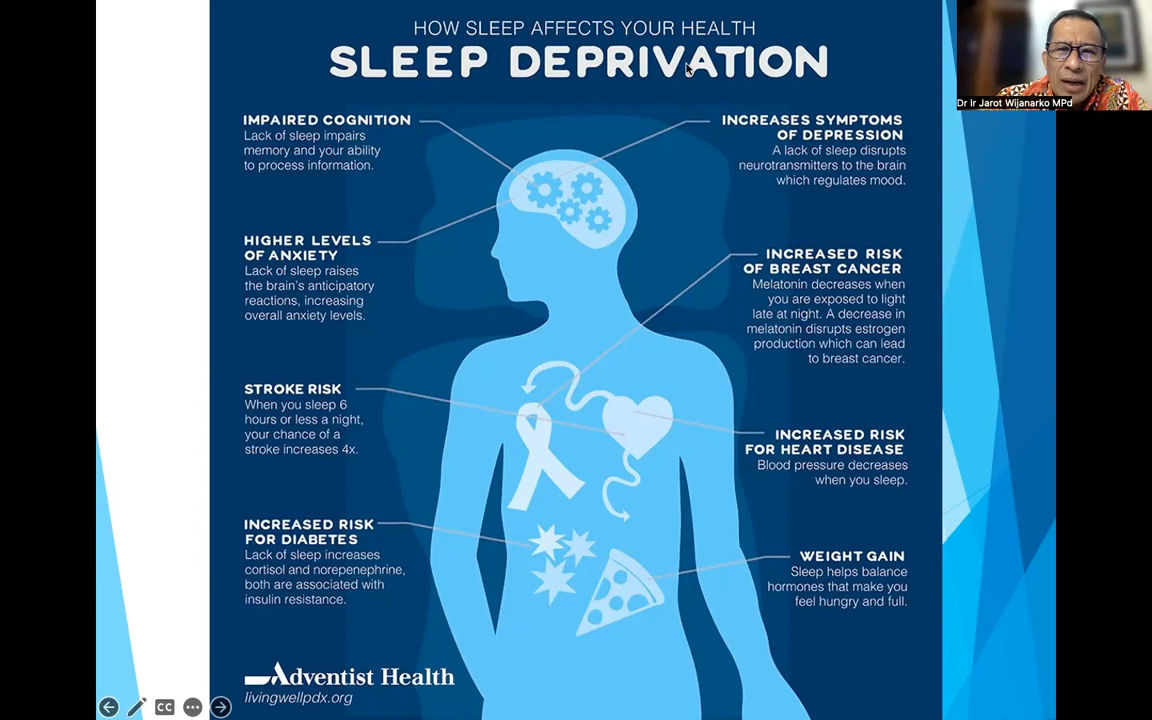 HOW SLEEP AFFECTS YOUR HEALTH
SLEEP DEPRIVATION
Dr Ir Jarot Wijanarko MPd
IMPAIRED COGNITION
Lack of sleep impairs
memory and your ability
to process information.
HIGHER LEVELS
OF ANXIETY
Lack of sleep raises
the brain's anticipatory
reactions, increasing
overall anxiety levels.
STROKE RISK
When you sleep 6
hours or less a night,
your chance of a
stroke increases 4x.
INCREASED RISK
FOR DIABETES
Lack of sleep increases
cortisol and norepenephrine,
both are associated with
insulin resistance.
INCREASES SYMPTOMS
OF DEPRESSION
A lack of sleep disrupts
neurotransmitters to the brain
which regulates mood.
INCREASED RISK
OF BREAST CANCER
Melatonin decreases when
you are exposed to light
late at night. A decrease in
melatonin disrupts estrogen
production which can lead
to breast cancer.
INCREASED RISK
FOR HEART DISEASE
Blood pressure decreases
when you sleep.
WEIGHT GAIN
Sleep helps balance
hormones that make you
feel hungry and full.
Adventist Health
livingwellpdx.org
CC